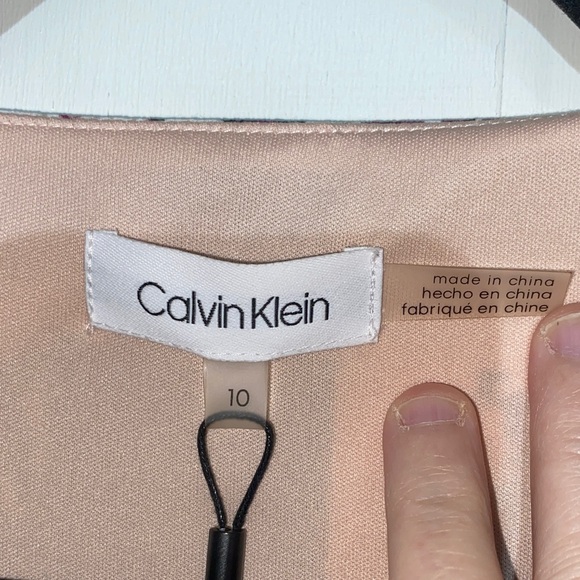 Calvin Klein
made in china
hecho en china
fabriqué en chine
10